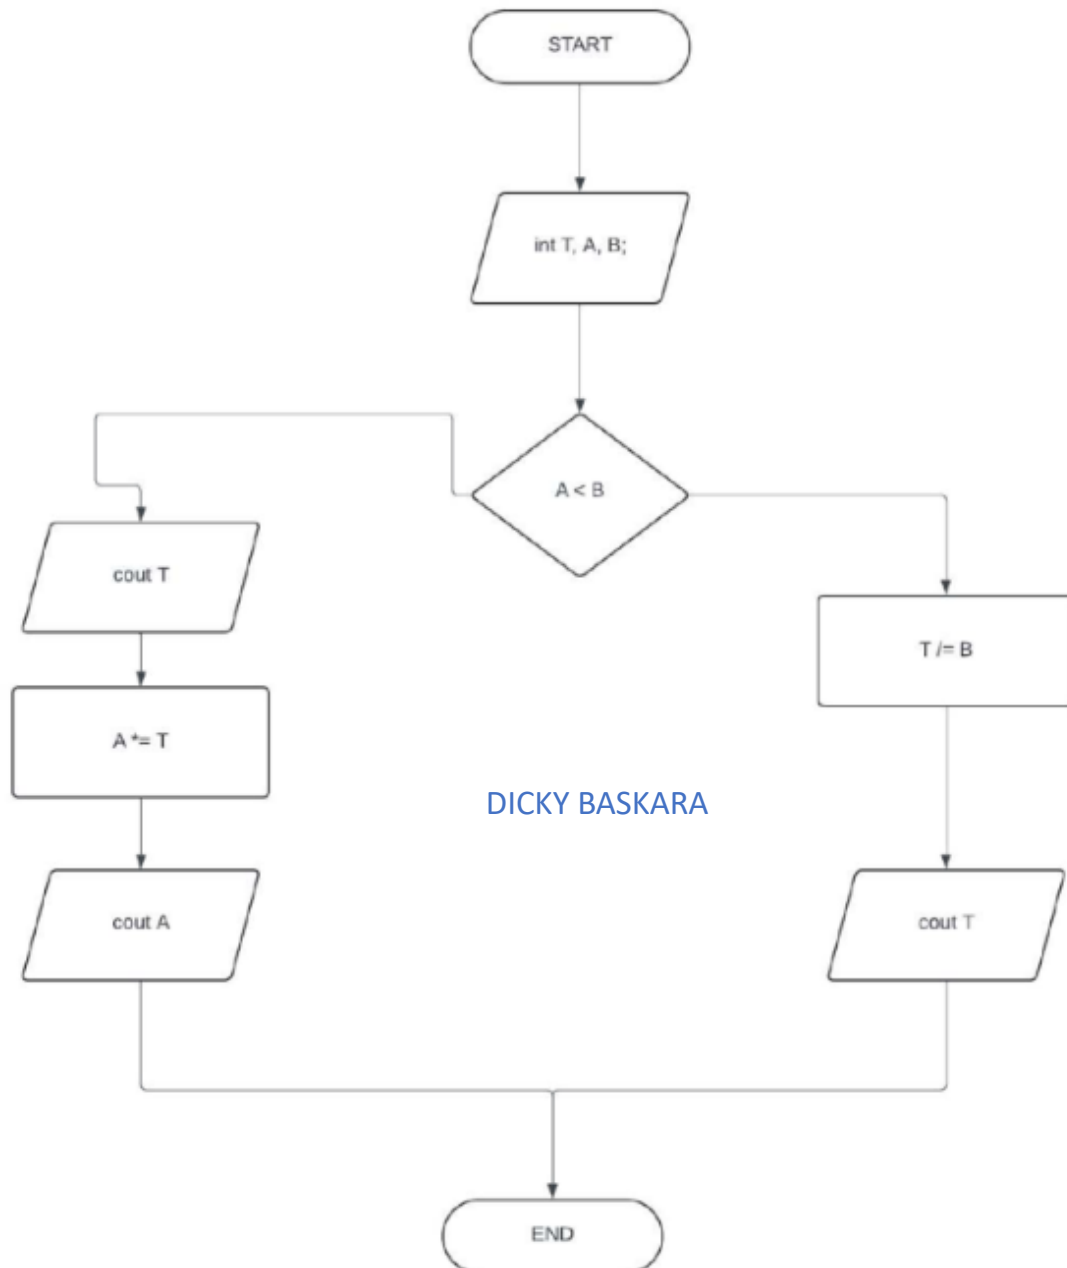 START
int T, A, B;
A < B
cout T
T /= B
A *= T
DICKY BASKARA
cout A
cout T
END